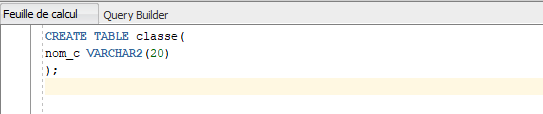 Feuille de calcul Query Builder
CREATE TABLE classe(
nom_c VARCHAR2(20)
);